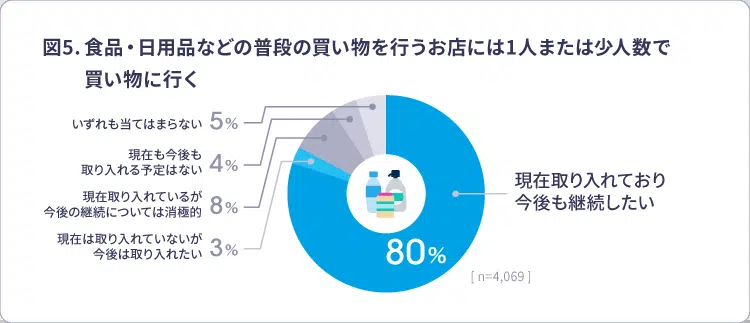 図5. 食品・日用品などの普段の買い物を行うお店には1人または少人数で
買い物に行く
いずれも当てはまらない 5%
現在も今後も
取り入れる予定はない 4%
現在取り入れているが
今後の継続については消極的 8%
現在は取り入れていないが
今後は取り入れたい 3%
現在取り入れており
今後も継続したい
80%
[ n=4,069 ]